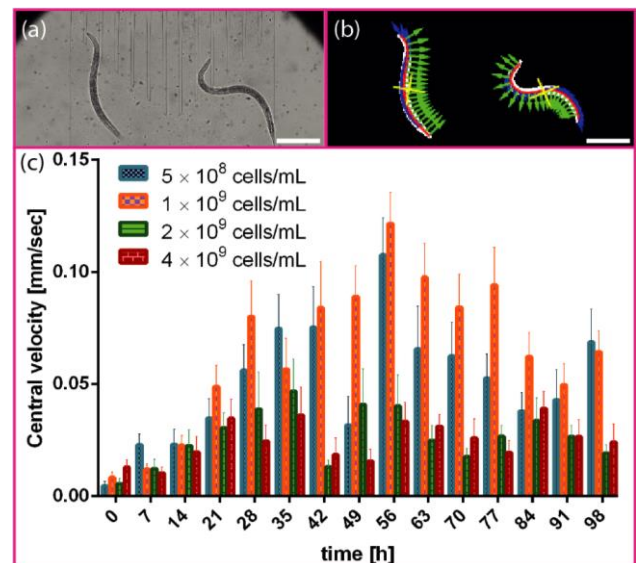 (a)
(b)
(c)
5 × 10⁸ cells/mL
1 × 10⁹ cells/mL
2 × 10⁹ cells/mL
4 × 10⁹ cells/mL
Central velocity [mm/sec]
0.15
0.10
0.05
0.00
0 7 14 21 28 35 42 49 56 63 70 77 84 91 98
time [h]